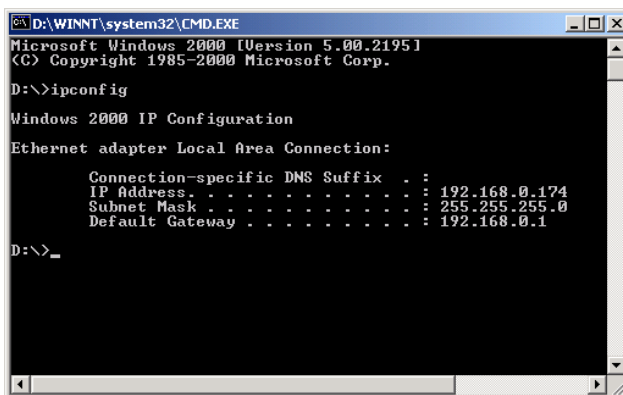 D:\WINNT\system32\CMD.EXE
Microsoft Windows 2000 [Version 5.00.2195]
(C) Copyright 1985-2000 Microsoft Corp.
D:\>ipconfig
Windows 2000 IP Configuration
Ethernet adapter Local Area Connection:
Connection-specific DNS Suffix  . :
IP Address. . . . . . . . . . . . : 192.168.0.174
Subnet Mask . . . . . . . . . . . : 255.255.255.0
Default Gateway . . . . . . . . . : 192.168.0.1
D:\>_